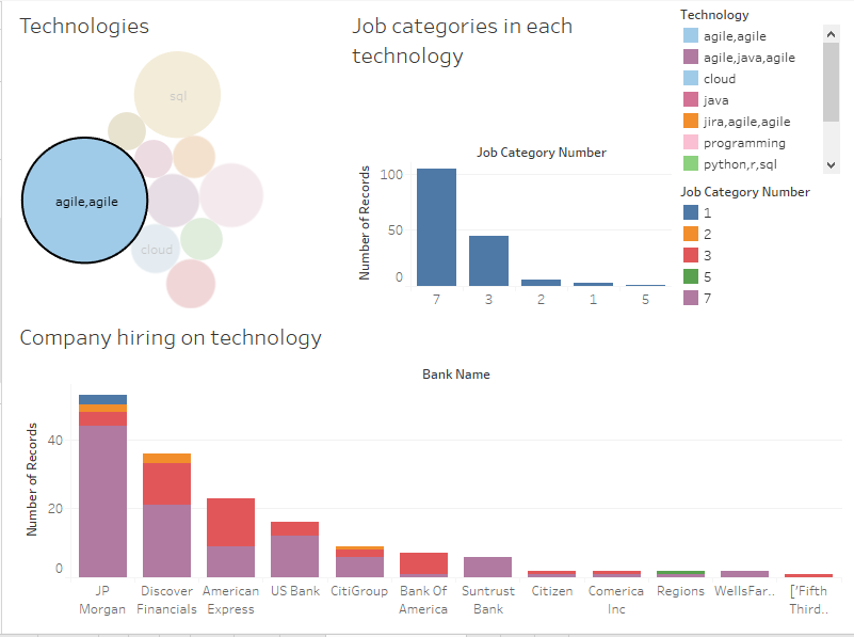 Technologies
sql
agile,agile
cloud
Job categories in each
technology
Job Category Number
Number of Records
100
50
0
7 3 2 1 5
Technology
agile,agile
agile,java,agile
cloud
java
jira,agile,agile
programming
python,r,sql
Job Category Number
1
2
3
5
7
Company hiring on technology
Bank Name
Number of Records
40
20
0
JP Morgan
Discover Financials
American Express
US Bank
CitiGroup
Bank Of America
Suntrust Bank
Citizen
Comerica Inc
Regions
WellsFar..
['Fifth Third..